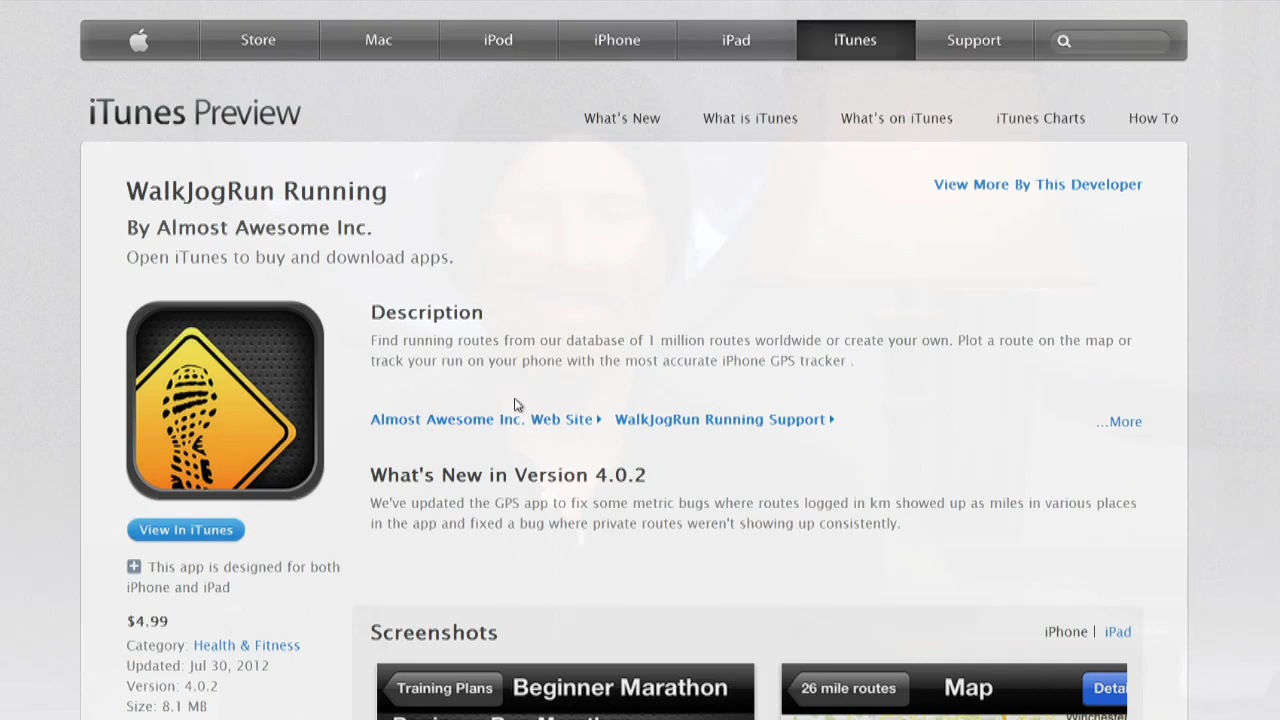 Store
Mac
iPod
iPhone
iPad
iTunes
Support
iTunes Preview
What's New
What is iTunes
What's on iTunes
iTunes Charts
How To
WalkJogRun Running
View More By This Developer
By Almost Awesome Inc.
Open iTunes to buy and download apps.
Description
Find running routes from our database of 1 million routes worldwide or create your own. Plot a route on the map or
track your run on your phone with the most accurate iPhone GPS tracker .
Almost Awesome Inc. Web Site
WalkJogRun Running Support
...More
What's New in Version 4.0.2
We've updated the GPS app to fix some metric bugs where routes logged in km showed up as miles in various places
in the app and fixed a bug where private routes weren't showing up consistently.
View In iTunes
This app is designed for both
iPhone and iPad
$4.99
Category: Health & Fitness
Updated: Jul 30, 2012
Version: 4.0.2
Size: 8.1 MB
Screenshots
iPhone | iPad
Training Plans
Beginner Marathon
26 mile routes
Map
Detai